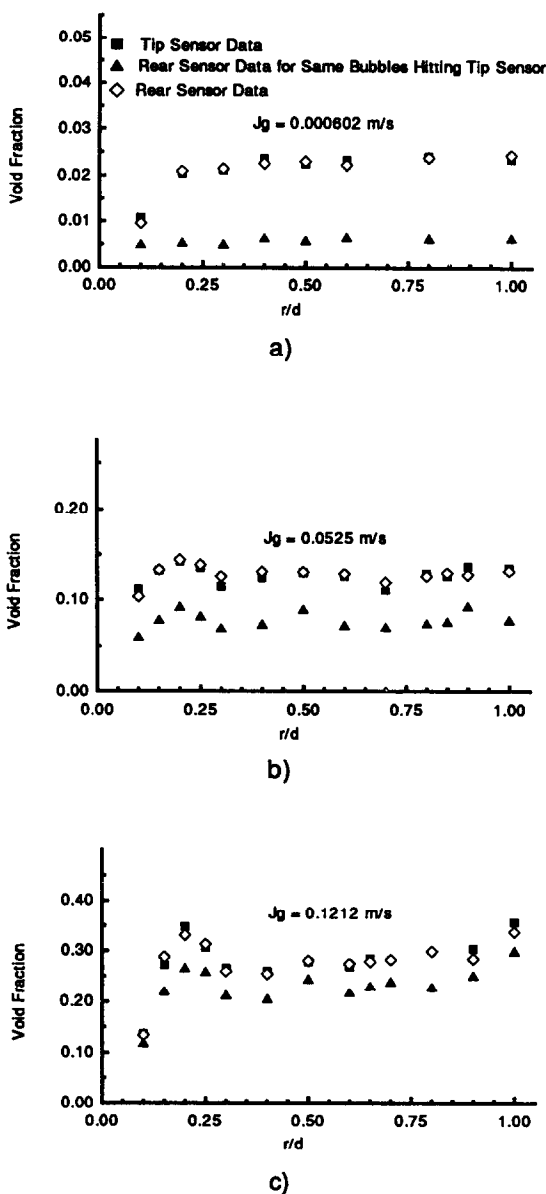 0.05
■ Tip Sensor Data
▲ Rear Sensor Data for Same Bubbles Hitting Tip Sensor
◇ Rear Sensor Data
0.04
Jg = 0.000602 m/s
0.03
Void Fraction
0.02
0.01
0.00
0.00 0.25 0.50 0.75 1.00
r/d
a)
0.20
Jg = 0.0525 m/s
Void Fraction
0.10
0.00
0.00 0.25 0.50 0.75 1.00
r/d
b)
0.40
Jg = 0.1212 m/s
0.30
Void Fraction
0.20
0.10
0.00
0.00 0.25 0.50 0.75 1.00
r/d
c)